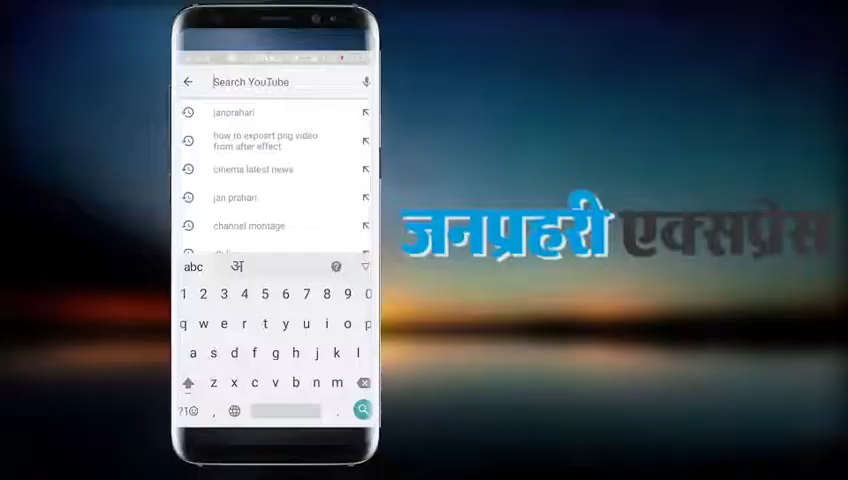 Search YouTube
janprahari
how to exposrt png video
from after effect
cinema latest news
jan prahari
channel montage
abc अ
1 2 3 4 5 6 7 8 9 0
q w e r t y u i o p
a s d f g h j k l
z x c v b n m
?1☺ , .
जनप्रहरी एक्सप्रेस